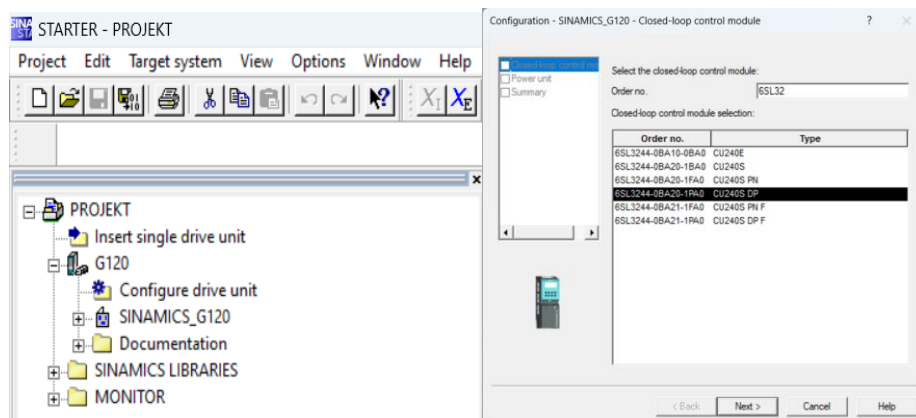 STARTER - PROJEKT
Project Edit Target system View Options Window Help
PROJEKT
Insert single drive unit
G120
Configure drive unit
SINAMICS_G120
Documentation
SINAMICS LIBRARIES
MONITOR
Configuration - SINAMICS_G120 - Closed-loop control module
Closed-loop control mo
Power unit
Summary
Select the closed-loop control module:
Order no. 6SL32
Closed-loop control module selection:
Order no. Type
6SL3244-0BA10-0BA0 CU240E
6SL3244-0BA20-1BA0 CU240S
6SL3244-0BA20-1FA0 CU240S PN
6SL3244-0BA20-1PA0 CU240S DP
6SL3244-0BA21-1FA0 CU240S PN F
6SL3244-0BA21-1PA0 CU240S DP F
< Back Next > Cancel Help